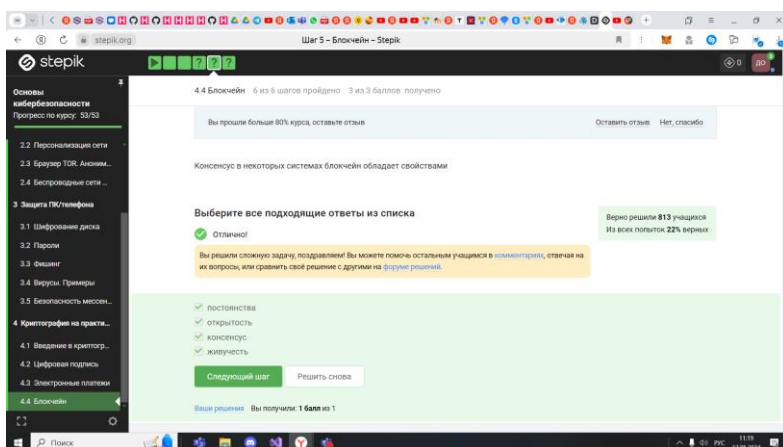 stepik.org
Шаг 5 – Блокчейн – Stepik
stepik
? ? ?
0
ДО
Основы кибербезопасности
Прогресс по курсу: 53/53
2.2 Персонализация сети
2.3 Браузер TOR. Аноним...
2.4 Беспроводные сети ...
3 Защита ПК/телефона
3.1 Шифрование диска
3.2 Пароли
3.3 Фишинг
3.4 Вирусы. Примеры
3.5 Безопасность мессен...
4 Криптография на практи...
4.1 Введение в криптогр...
4.2 Цифровая подпись
4.3 Электронные платежи
4.4 Блокчейн
4.4 Блокчейн 6 из 6 шагов пройдено 3 из 3 баллов получено
Вы прошли больше 80% курса, оставьте отзыв
Оставить отзыв Нет, спасибо
Консенсус в некоторых системах блокчейн обладает свойствами
Выберите все подходящие ответы из списка
Верно решили 813 учащихся
Из всех попыток 22% верных
Отлично!
Вы решили сложную задачу, поздравляем! Вы можете помочь остальным учащимся в комментариях, отвечая на
их вопросы, или сравнить своё решение с другими на форуме решений.
постоянства
открытость
консенсус
живучесть
Следующий шаг Решить снова
Ваши решения Вы получили: 1 балл из 1
Поиск
РУС
11:19